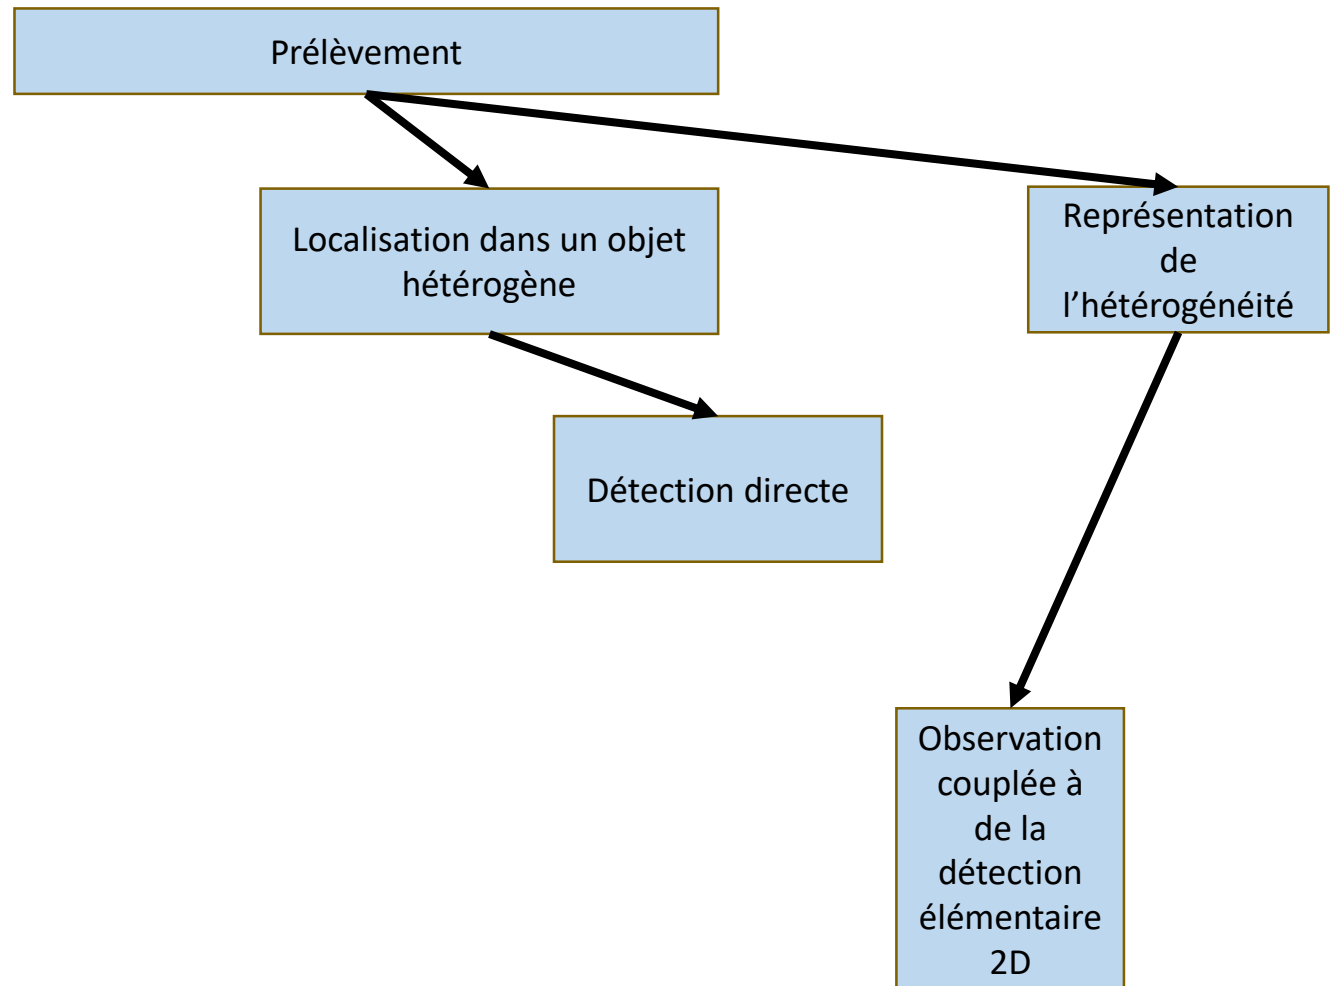 Prélèvement
Localisation dans un objet
hétérogène
Représentation
de
l’hétérogénéité
Détection directe
Observation
couplée à
de la
détection
élémentaire
2D